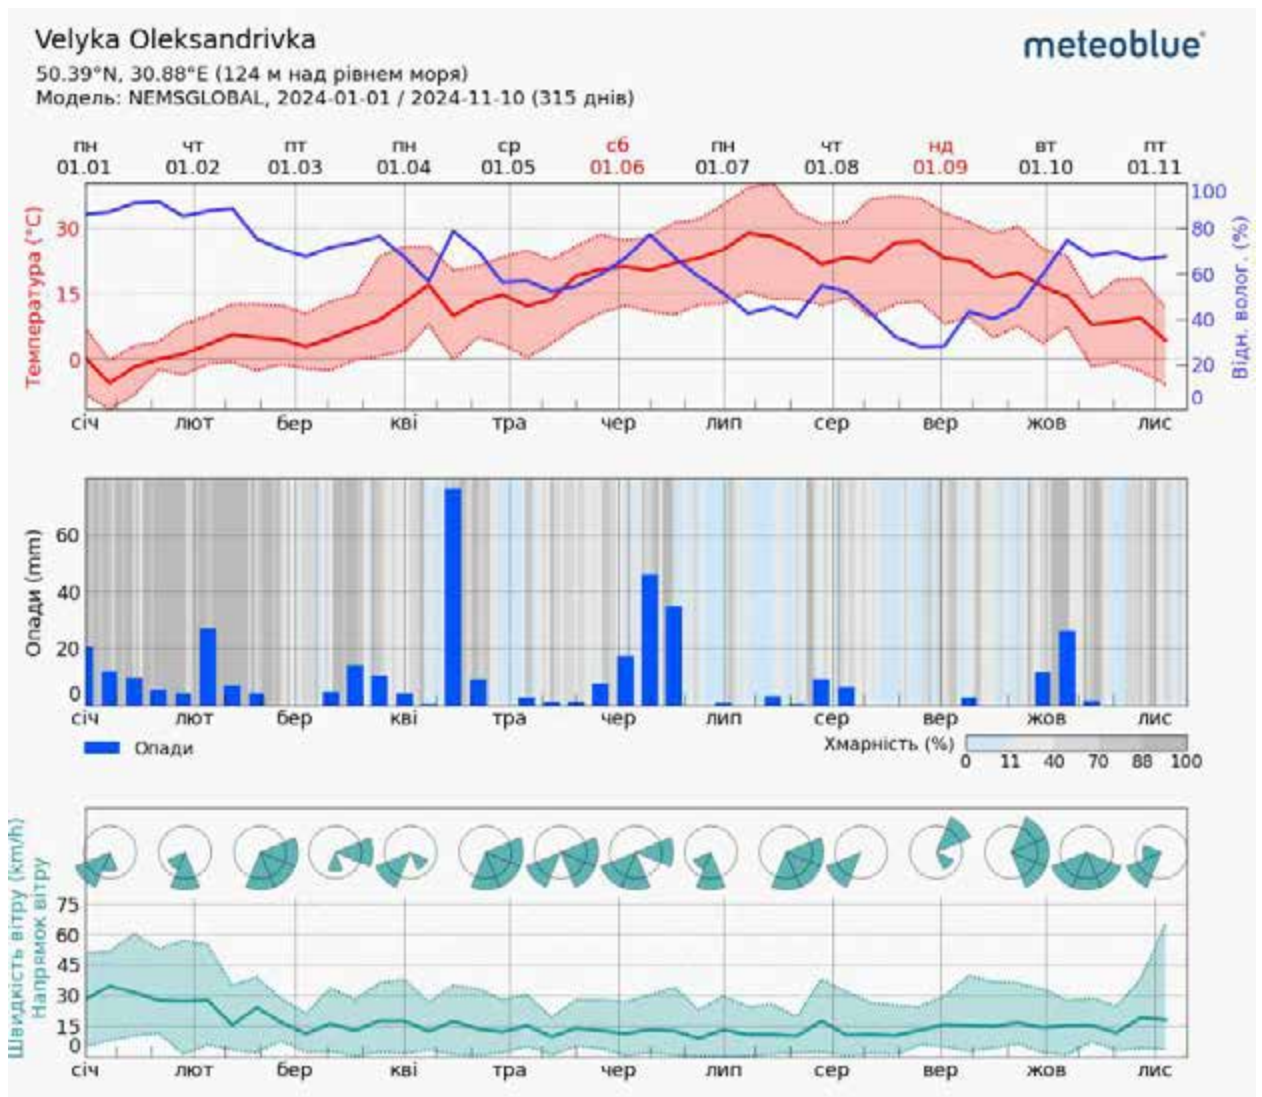 Velyka Oleksandrivka
meteoblue
50.39°N, 30.88°E (124 м над рівнем моря)
Модель: NEMSGLOBAL, 2024-01-01 / 2024-11-10 (315 днів)
пн чт пт пн ср сб пн чт нд вт пт
01.01 01.02 01.03 01.04 01.05 01.06 01.07 01.08 01.09 01.10 01.11
Температура (°C)
30
15
0
100
80
60
40
20
0
Відн. волог. (%)
січ лют бер кві тра чер лип сер вер жов лис
Опади (mm)
60
40
20
0
січ лют бер кві тра чер лип сер вер жов лис
Опади
Хмарність (%)
0 11 40 70 88 100
Швидкість вітру (km/h)
Напрямок вітру
75
60
45
30
15
0
січ лют бер кві тра чер лип сер вер жов лис